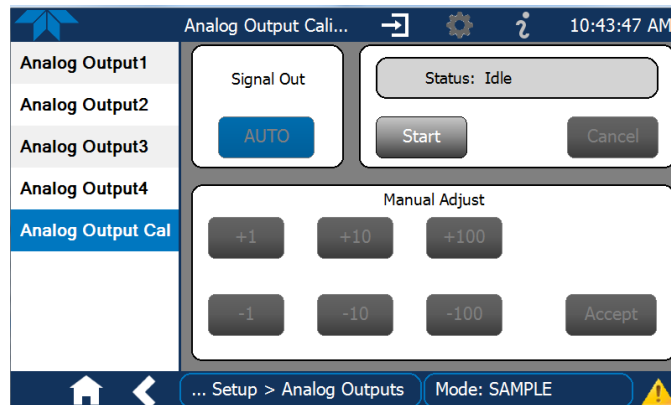 Analog Output Cali... 10:43:47 AM
Analog Output1
Analog Output2
Analog Output3
Analog Output4
Analog Output Cal
Signal Out
AUTO
Status: Idle
Start Cancel
Manual Adjust
+1 +10 +100
-1 -10 -100 Accept
... Setup > Analog Outputs Mode: SAMPLE